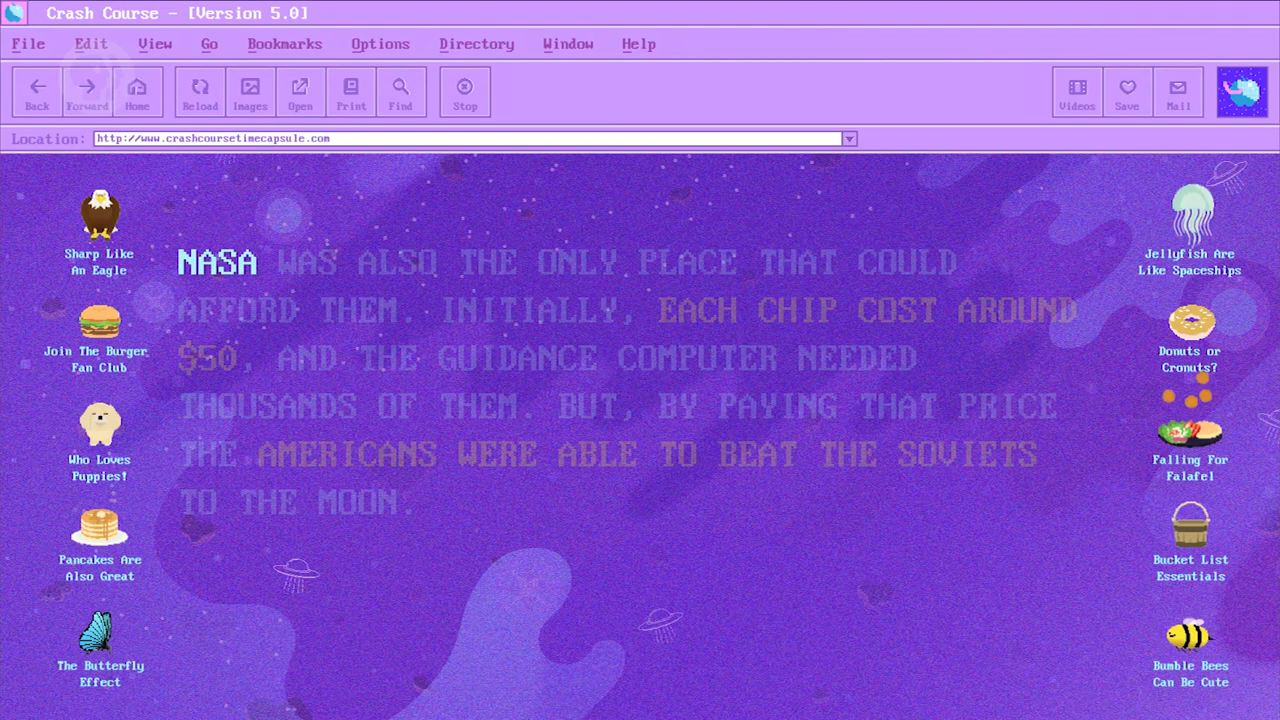 Crash Course - [Version 5.0]
File Edit View Go Bookmarks Options Directory Window Help
Back Forward Home Reload Images Open Print Find Stop Videos Save Mail
Location: http://www.crashcoursetimecapsule.com
NASA WAS ALSO THE ONLY PLACE THAT COULD
AFFORD THEM. INITIALLY, EACH CHIP COST AROUND
$50, AND THE GUIDANCE COMPUTER NEEDED
THOUSANDS OF THEM. BUT, BY PAYING THAT PRICE
THE AMERICANS WERE ABLE TO BEAT THE SOVIETS
TO THE MOON.
Sharp Like
An Eagle
Join The Burger
Fan Club
Who Loves
Puppies!
Pancakes Are
Also Great
The Butterfly
Effect
Jellyfish Are
Like Spaceships
Donuts or
Cronuts?
Falling For
Falafel
Bucket List
Essentials
Bumble Bees
Can Be Cute